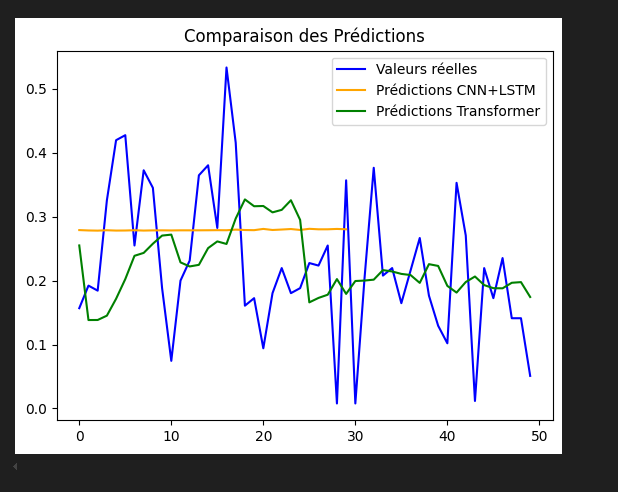 Comparaison des Prédictions
Valeurs réelles
Prédictions CNN+LSTM
Prédictions Transformer
0.5
0.4
0.3
0.2
0.1
0.0
0 10 20 30 40 50